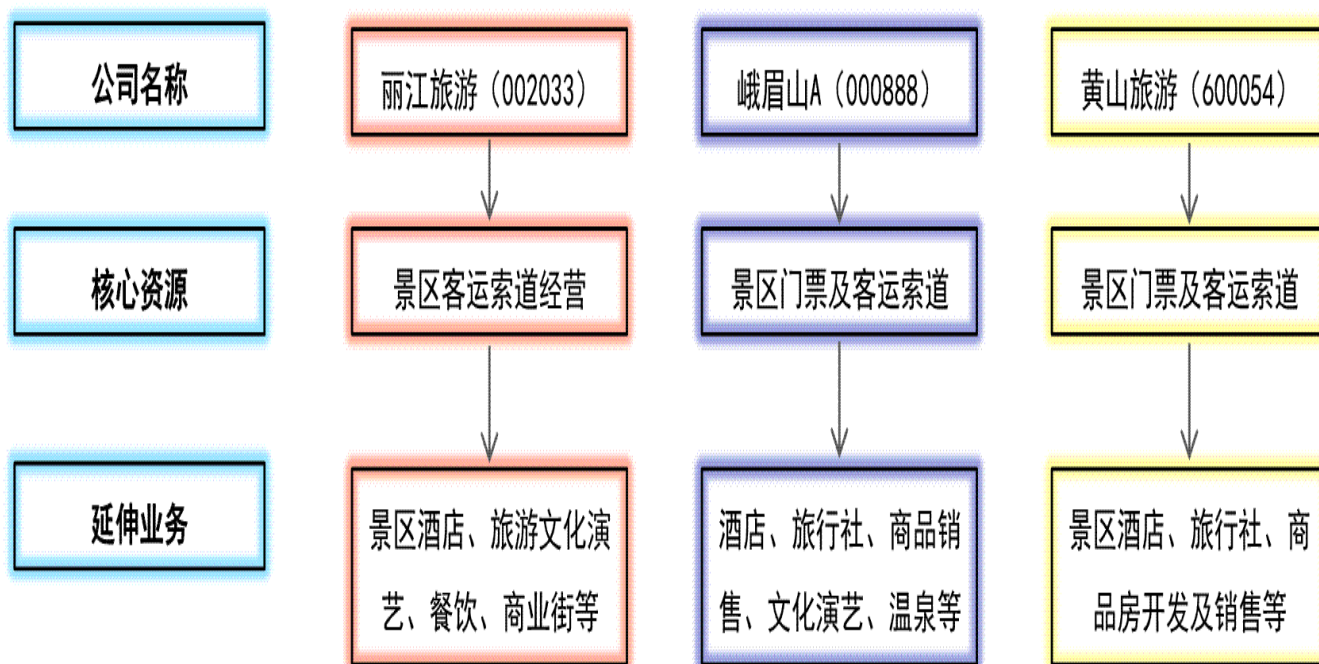 公司名称
丽江旅游（002033）
峨眉山A（000888）
黄山旅游（600054）
核心资源
景区客运索道经营
景区门票及客运索道
景区门票及客运索道
延伸业务
景区酒店、旅游文化演
艺、餐饮、商业街等
酒店、旅行社、商品销
售、文化演艺、温泉等
景区酒店、旅行社、商
品房开发及销售等